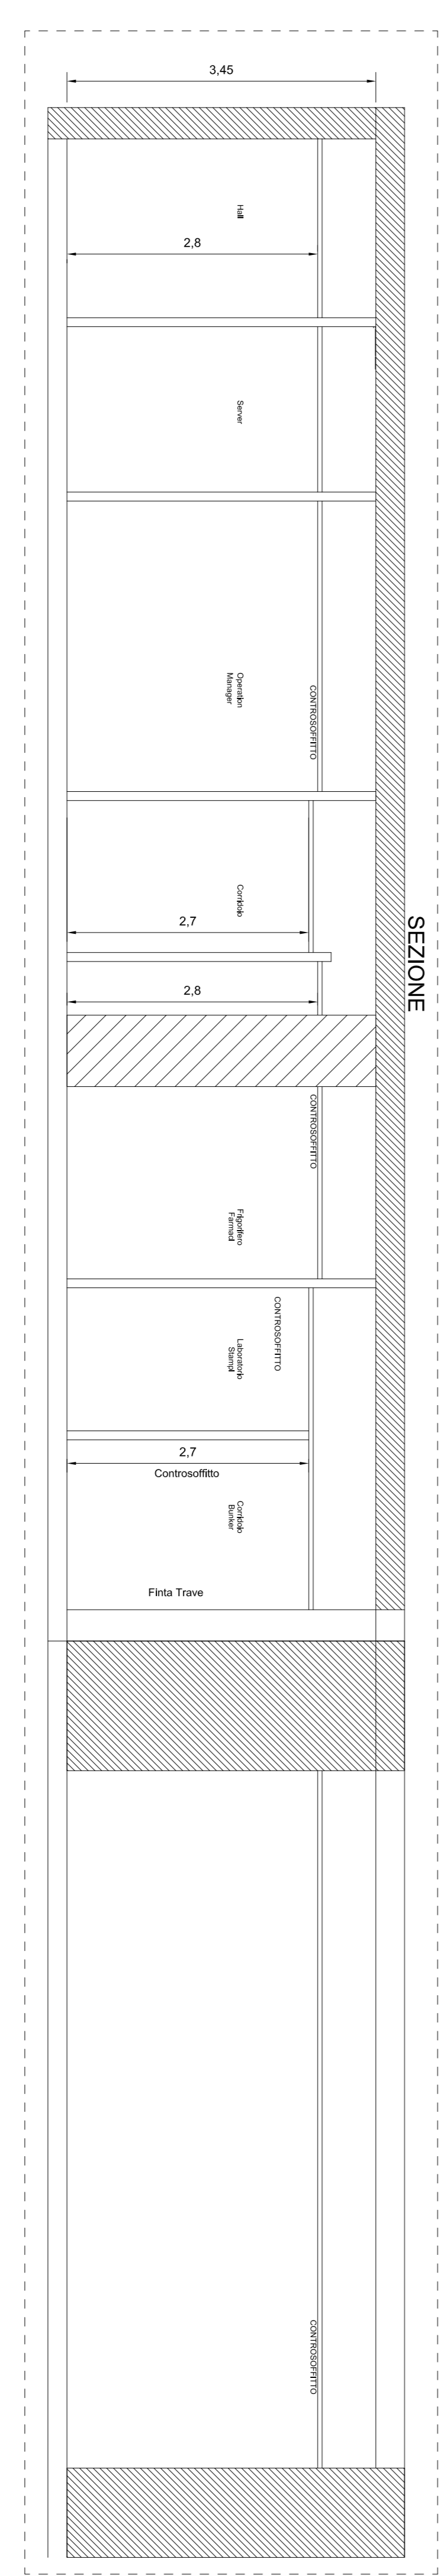 SEZIONE
3,45
Hall
2,8
Server
Operation
Manager
CONTROSOFFITTO
Corridoio
2,7
2,8
CONTROSOFFITTO
Frigorifero
Farmaci
CONTROSOFFITTO
Laboratorio
Stampi
2,7
Controsoffitto
Corridoio
Bunker
Finta Trave
CONTROSOFFITTO